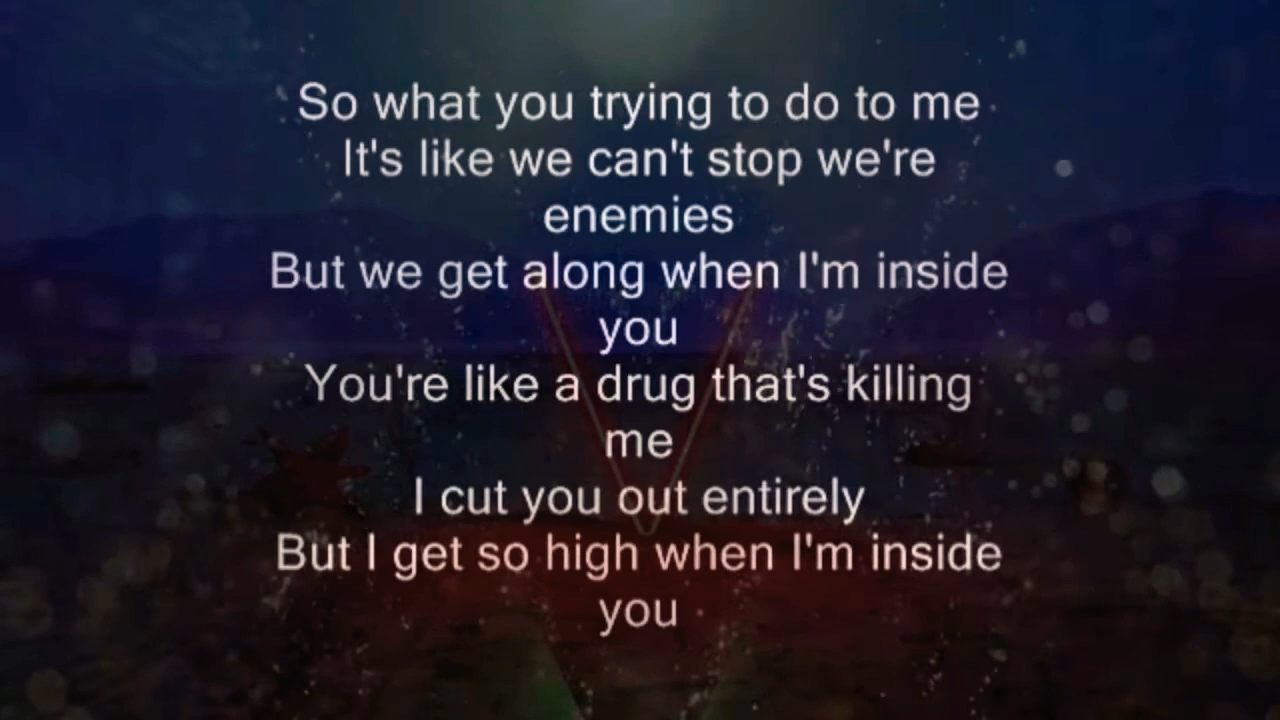 So what you trying to do to me
It's like we can't stop we're
enemies
But we get along when I'm inside
you
You're like a drug that's killing
me
I cut you out entirely
But I get so high when I'm inside
you